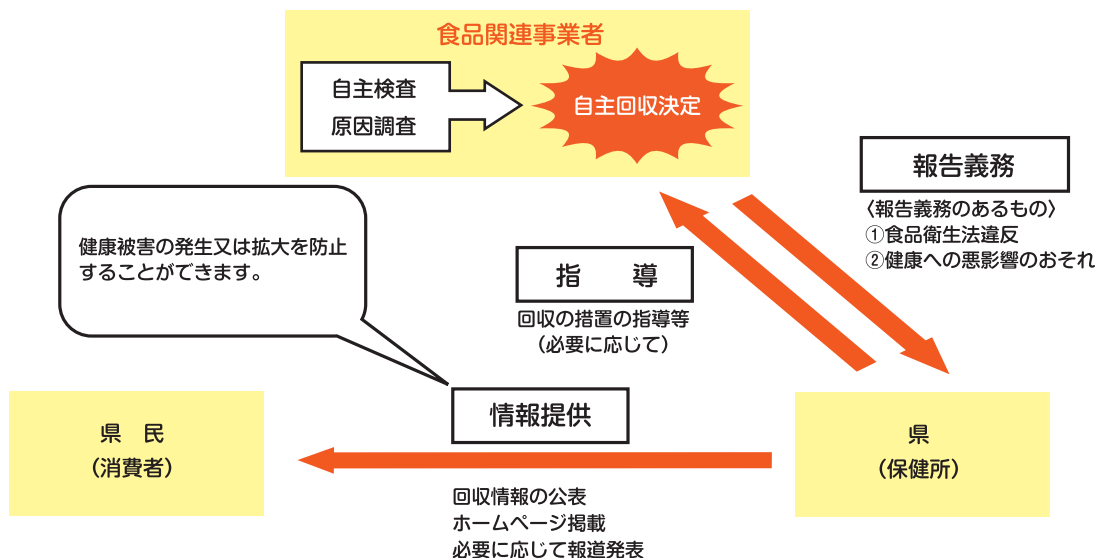 食品関連事業者
自主検査
原因調査
自主回収決定
報告義務
〈報告義務のあるもの〉
①食品衛生法違反
②健康への悪影響のおそれ
健康被害の発生又は拡大を防止
することができます。
指　導
回収の措置の指導等
（必要に応じて）
情報提供
県　民
（消費者）
県
（保健所）
回収情報の公表
ホームページ掲載
必要に応じて報道発表